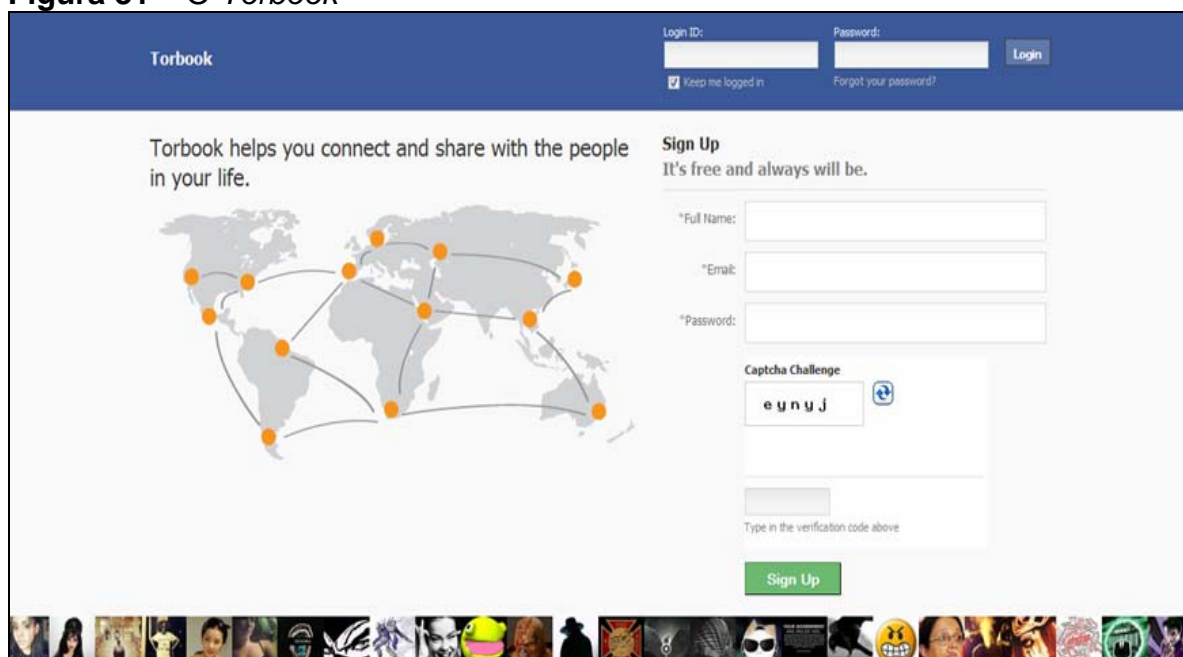 Torbook
Login ID:
Password:
Login
Keep me logged in
Forgot your password?
Torbook helps you connect and share with the people
in your life.
Sign Up
It's free and always will be.
*Full Name:
*Email:
*Password:
Captcha Challenge
e y n y j
Type in the verification code above
Sign Up